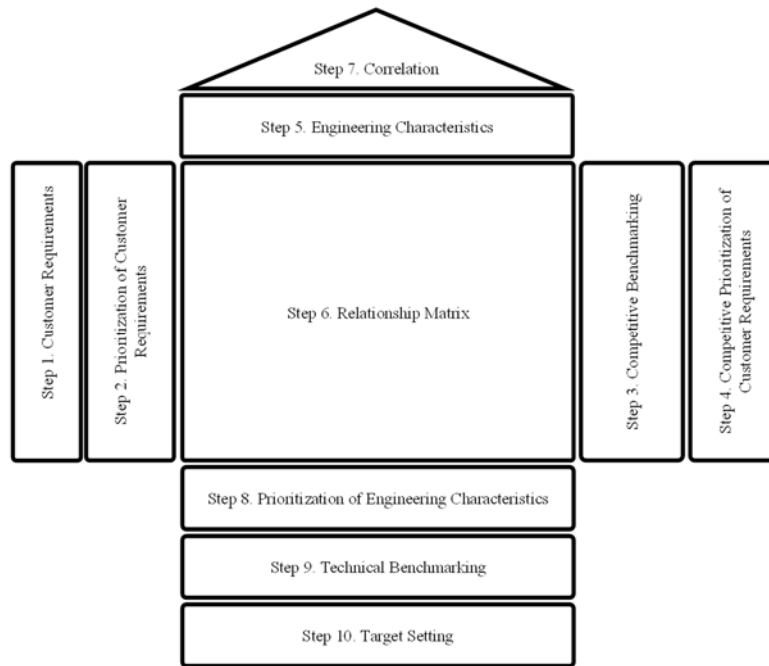 Step 7. Correlation
Step 5. Engineering Characteristics
Step 1. Customer Requirements
Step 2. Prioritization of Customer
Requirements
Step 6. Relationship Matrix
Step 3. Competitive Benchmarking
Step 4. Competitive Prioritization of
Customer Requirements
Step 8. Prioritization of Engineering Characteristics
Step 9. Technical Benchmarking
Step 10. Target Setting